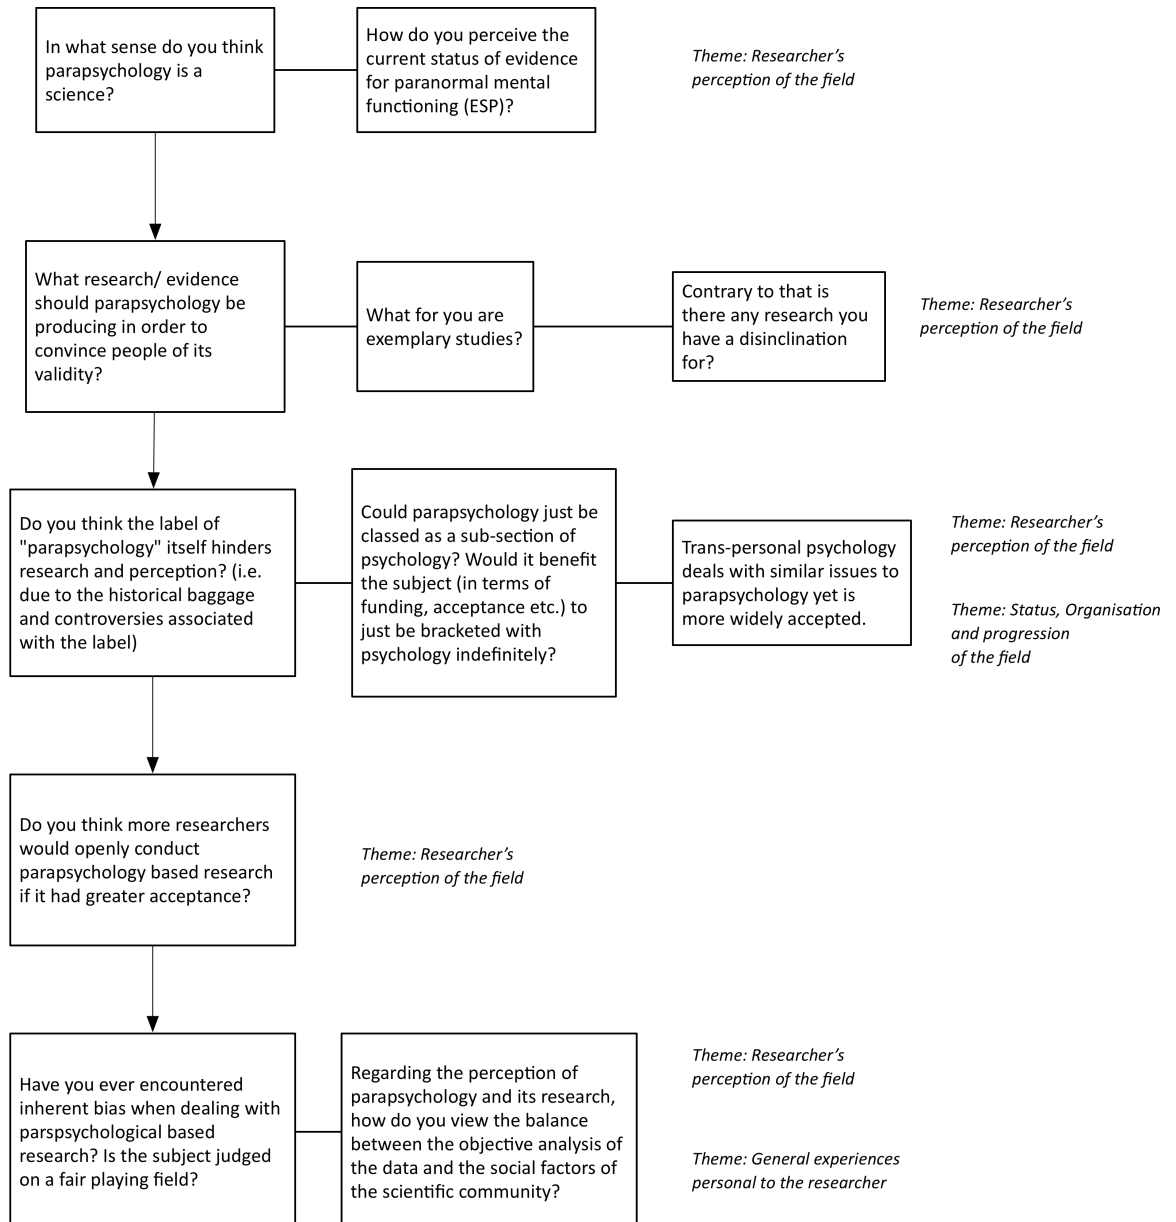 In what sense do you think
parapsychology is a
science?
How do you perceive the
current status of evidence
for paranormal mental
functioning (ESP)?
Theme: Researcher's
perception of the field
What research/ evidence
should parapsychology be
producing in order to
convince people of its
validity?
What for you are
exemplary studies?
Contrary to that is
there any research you
have a disinclination
for?
Theme: Researcher's
perception of the field
Do you think the label of
"parapsychology" itself hinders
research and perception? (i.e.
due to the historical baggage
and controversies associated
with the label)
Could parapsychology just be
classed as a sub-section of
psychology? Would it benefit
the subject (in terms of
funding, acceptance etc.) to
just be bracketed with
psychology indefinitely?
Trans-personal psychology
deals with similar issues to
parapsychology yet is
more widely accepted.
Theme: Researcher's
perception of the field
Theme: Status, Organisation
and progression
of the field
Do you think more researchers
would openly conduct
parapsychology based research
if it had greater acceptance?
Theme: Researcher's
perception of the field
Have you ever encountered
inherent bias when dealing with
parspsychological based
research? Is the subject judged
on a fair playing field?
Regarding the perception of
parapsychology and its research,
how do you view the balance
between the objective analysis of
the data and the social factors of
the scientific community?
Theme: Researcher's
perception of the field
Theme: General experiences
personal to the researcher